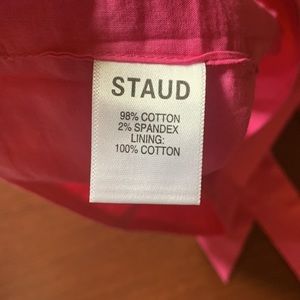 STAUD
98% COTTON
2% SPANDEX
LINING:
100% COTTON